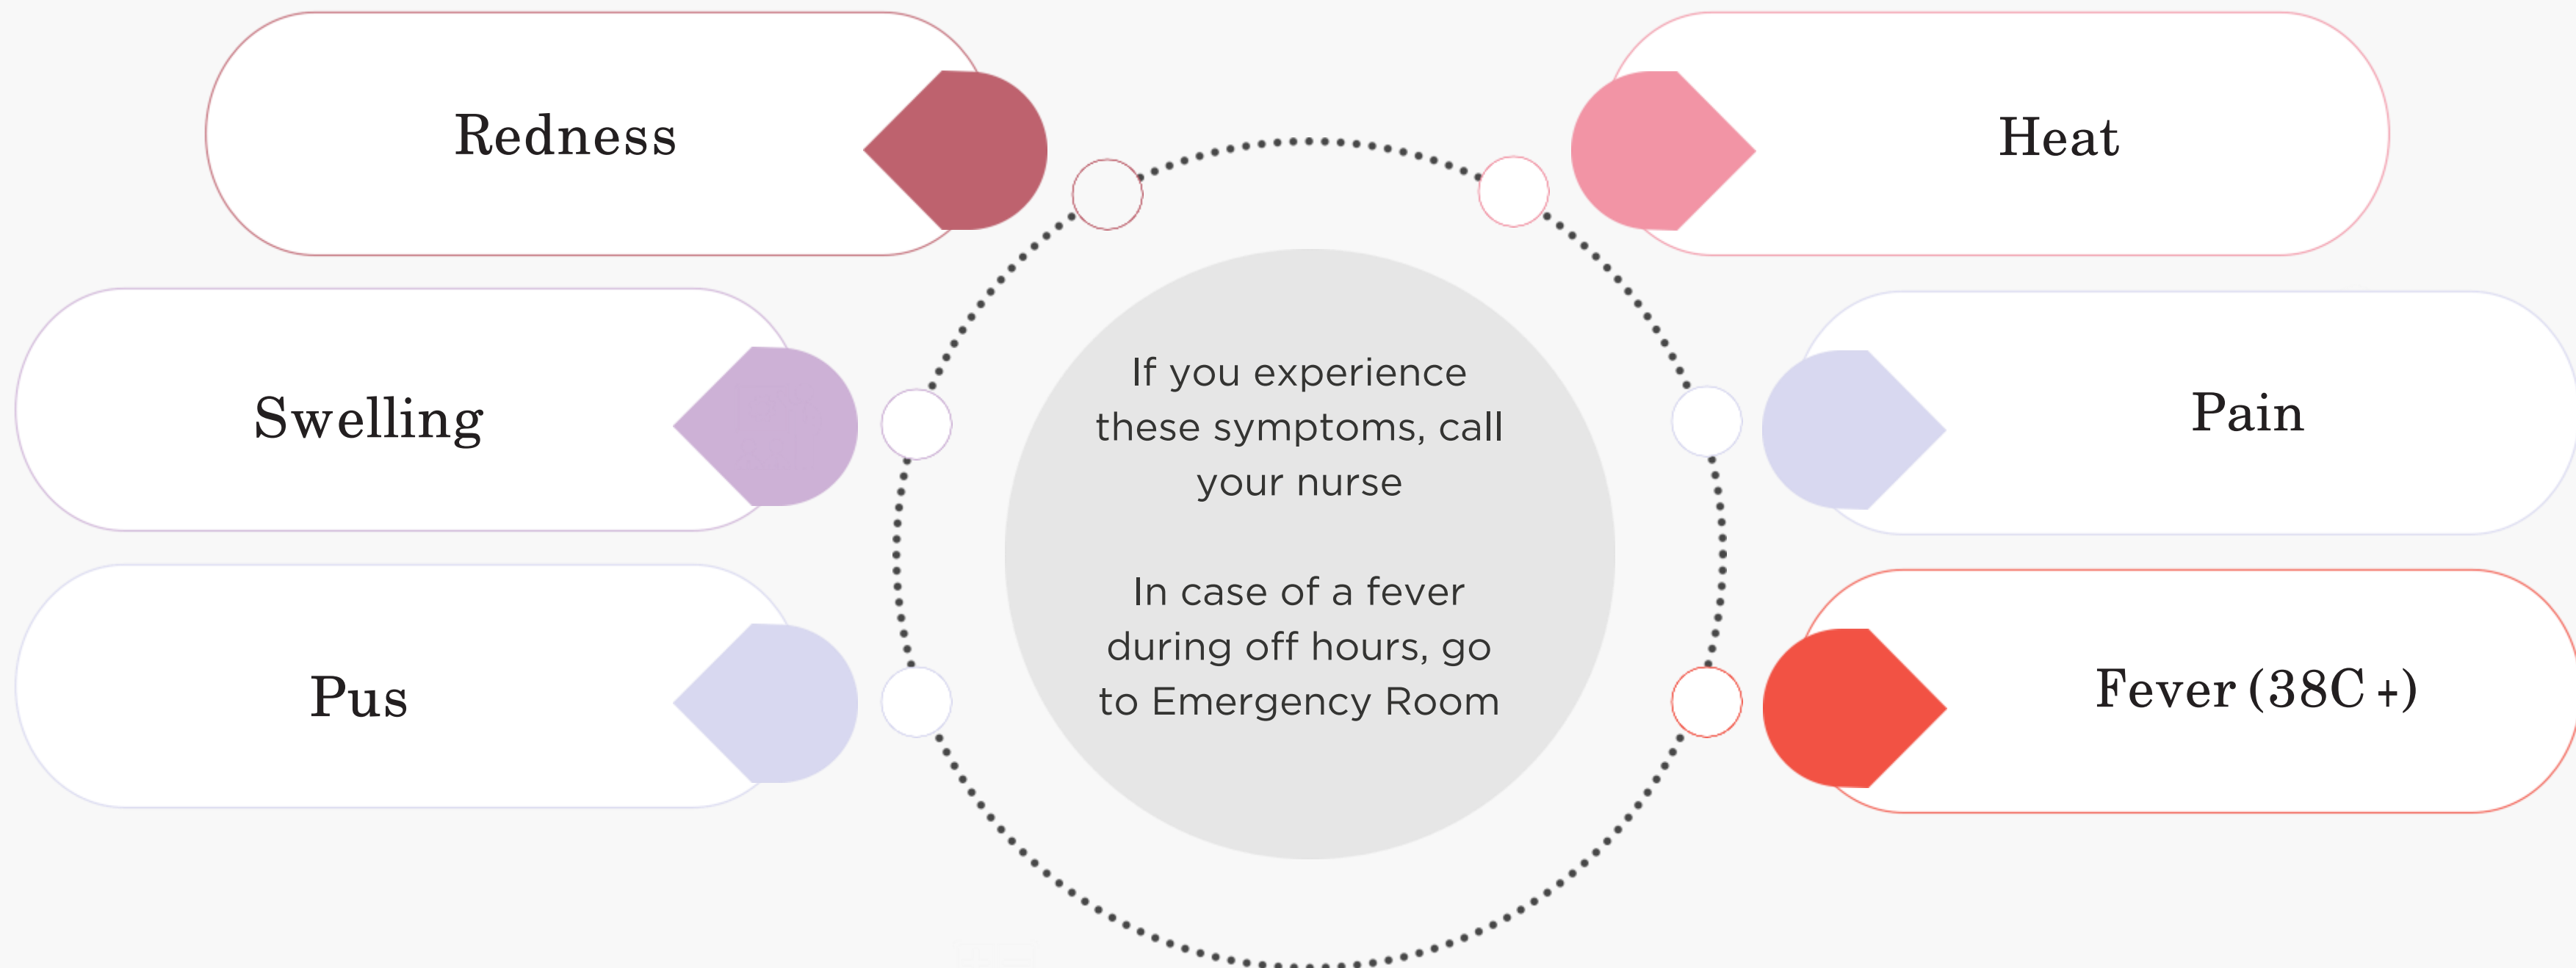 Redness
Heat
Swelling
Pain
Pus
Fever (38C +)
If you experience
these symptoms, call
your nurse
In case of a fever
during off hours, go
to Emergency Room